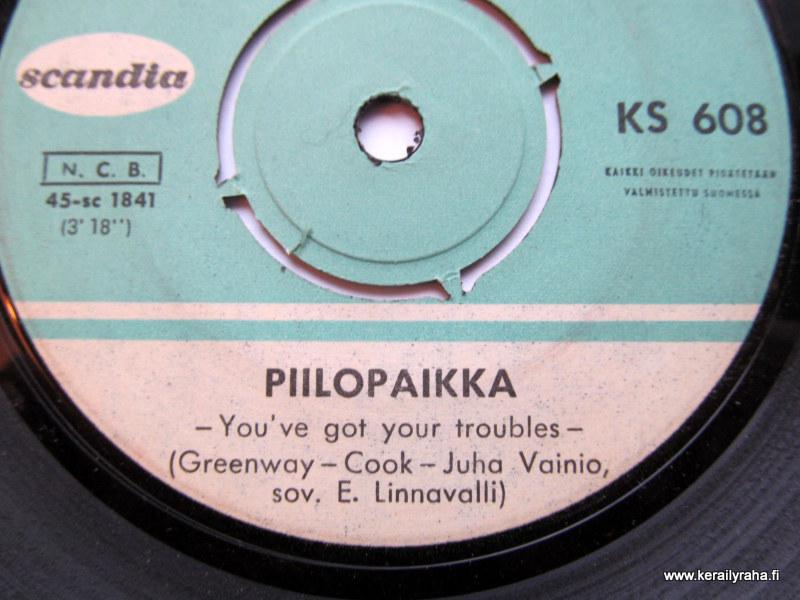 scandia
KS 608
N. C. B.
45-sc 1841
(3' 18'')
KAIKKI OIKEUDET PIDÄTETÄÄN
VALMISTETTU SUOMESSA
PIILOPAIKKA
– You've got your troubles –
(Greenway – Cook – Juha Vainio,
sov. E. Linnavalli)
www.kerailyraha.fi